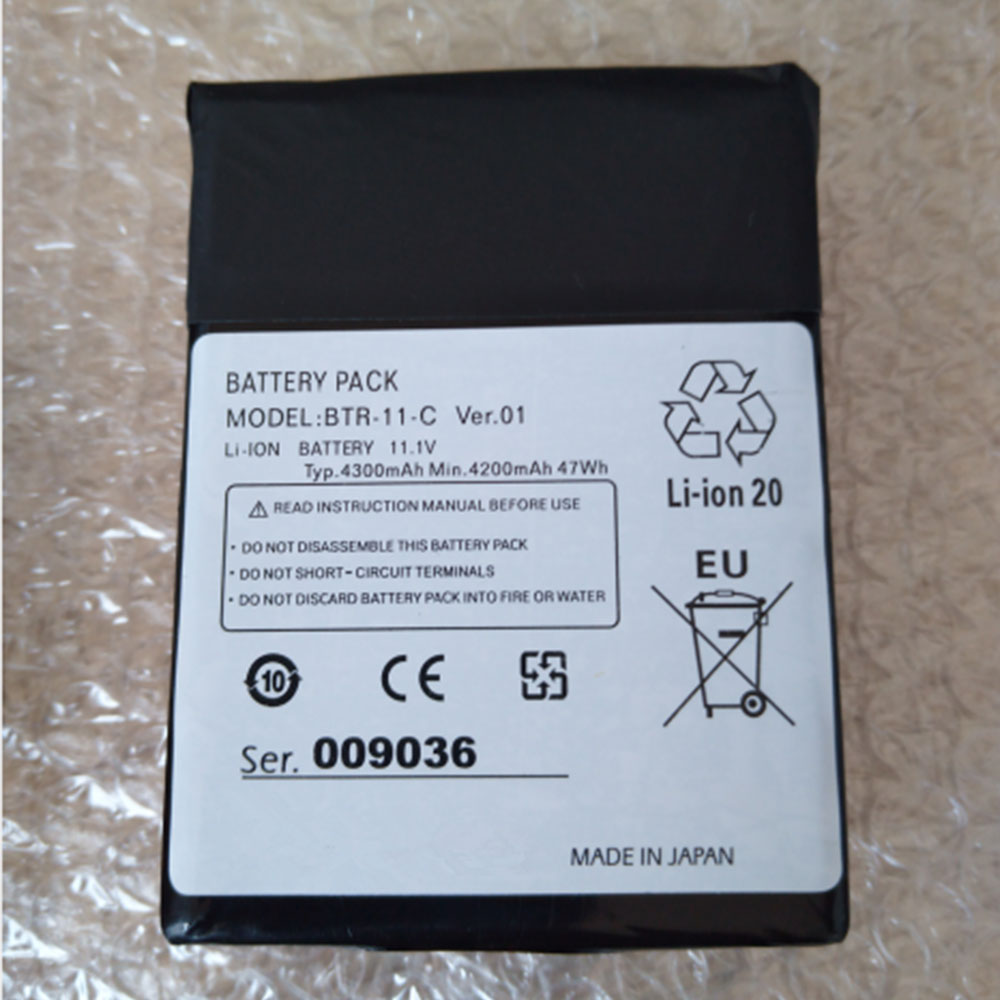 BATTERY PACK
MODEL:BTR-11-C Ver.01
Li-ION BATTERY 11.1V
Typ.4300mAh Min.4200mAh 47Wh
READ INSTRUCTION MANUAL BEFORE USE
• DO NOT DISASSEMBLE THIS BATTERY PACK
• DO NOT SHORT-CIRCUIT TERMINALS
• DO NOT DISCARD BATTERY PACK INTO FIRE OR WATER
Li-ion 20
EU
10
CE
Ser. 009036
MADE IN JAPAN